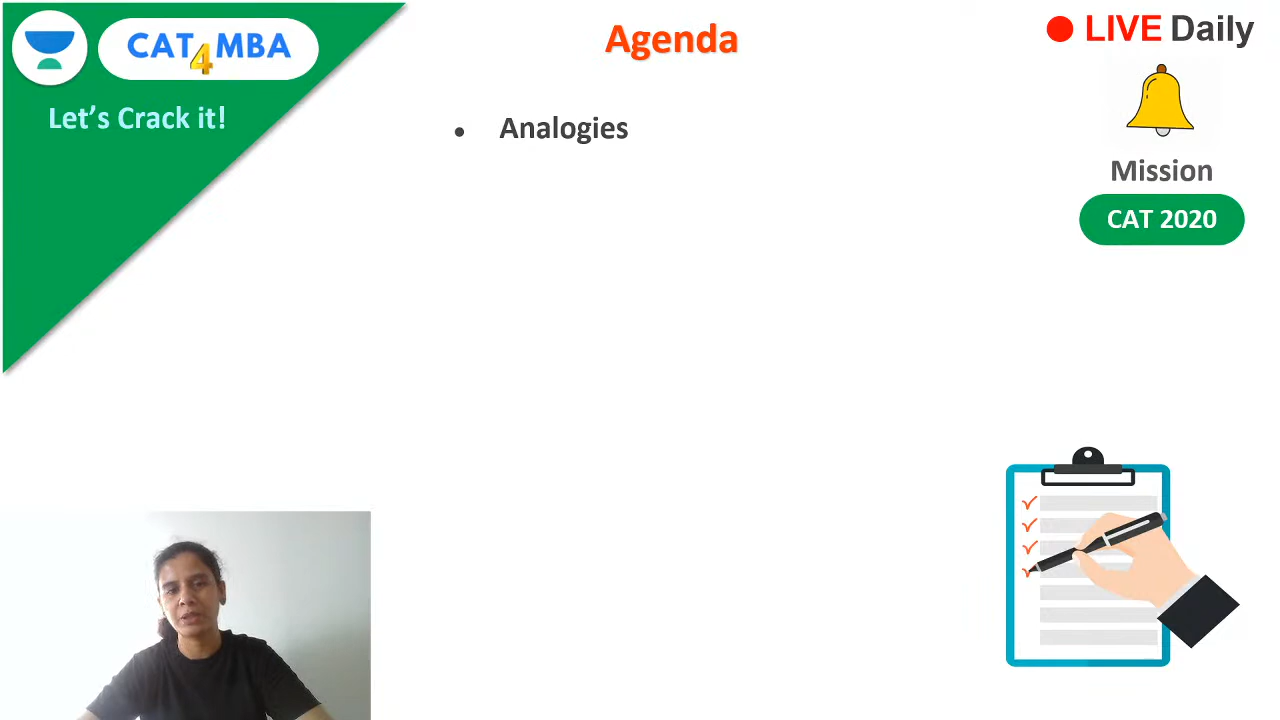 CAT4MBA
Let's Crack it!
Agenda
• Analogies
LIVE Daily
Mission
CAT 2020